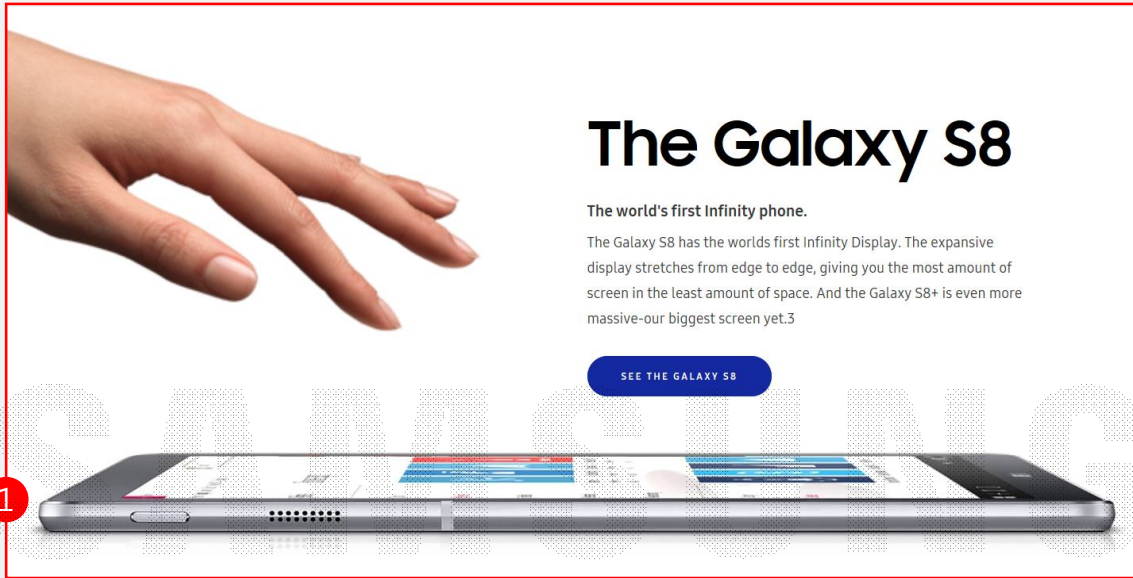 The Galaxy S8
The world's first Infinity phone.
The Galaxy S8 has the worlds first Infinity Display. The expansive
display stretches from edge to edge, giving you the most amount of
screen in the least amount of space. And the Galaxy S8+ is even more
massive-our biggest screen yet.3
SEE THE GALAXY S8
SAMSUNG
1